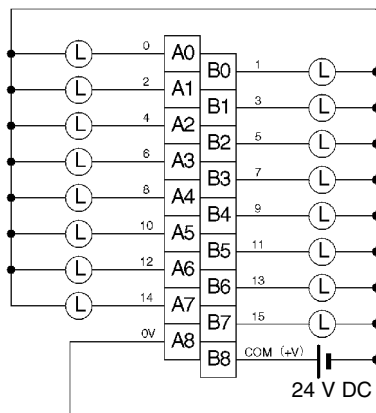 L 0 A0
B0 1 L
L 2 A1
B1 3 L
L 4 A2
B2 5 L
L 6 A3
B3 7 L
L 8 A4
B4 9 L
L 10 A5
B5 11 L
L 12 A6
B6 13 L
L 14 A7
B7 15 L
0V A8
B8 COM (+V)
24 V DC